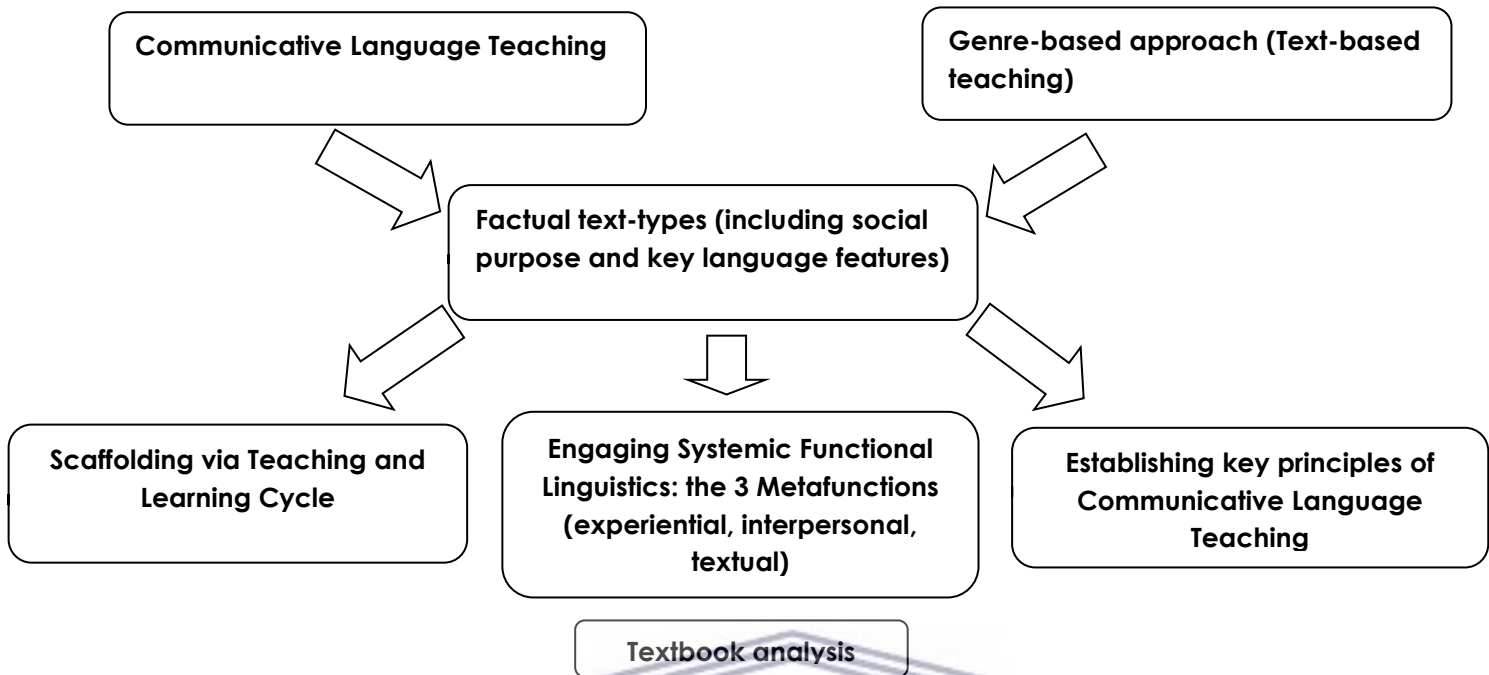 Communicative Language Teaching
Genre-based approach (Text-based
teaching)
Factual text-types (including social
purpose and key language features)
Scaffolding via Teaching and
Learning Cycle
Engaging Systemic Functional
Linguistics: the 3 Metafunctions
(experiential, interpersonal,
textual)
Establishing key principles of
Communicative Language
Teaching
Textbook analysis